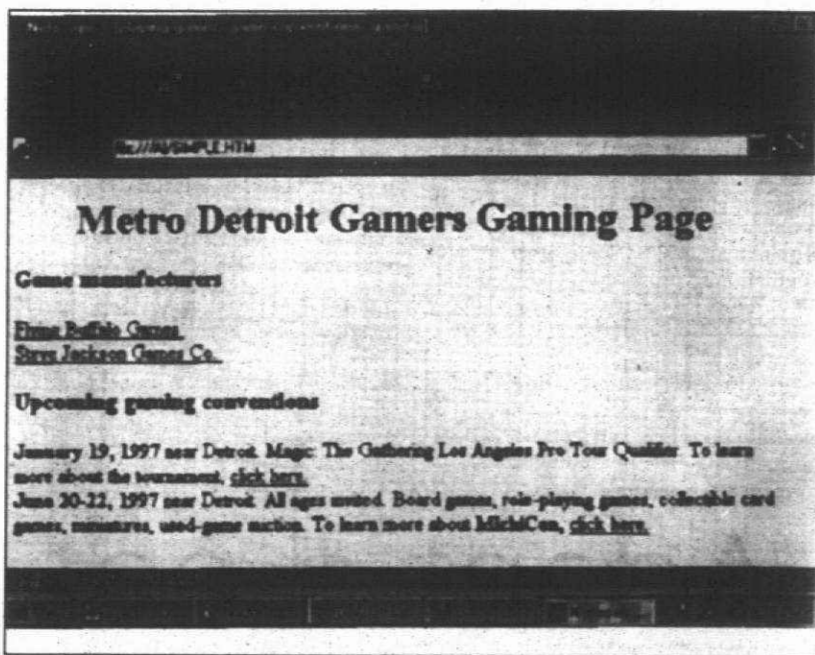 SIMPLE.HTM
Metro Detroit Gamers Gaming Page
Game manufacturers
Flying Buffalo Games
Steve Jackson Games Co.
Upcoming gaming conventions
January 19, 1997 near Detroit. Magic: The Gathering Los Angeles Pro Tour Qualifier. To learn
more about the tournament, click here.
June 20-22, 1997 near Detroit. All ages invited. Board games, role-playing games, collectible card
games, miniatures, used-game auction. To learn more about MichiCon, click here.